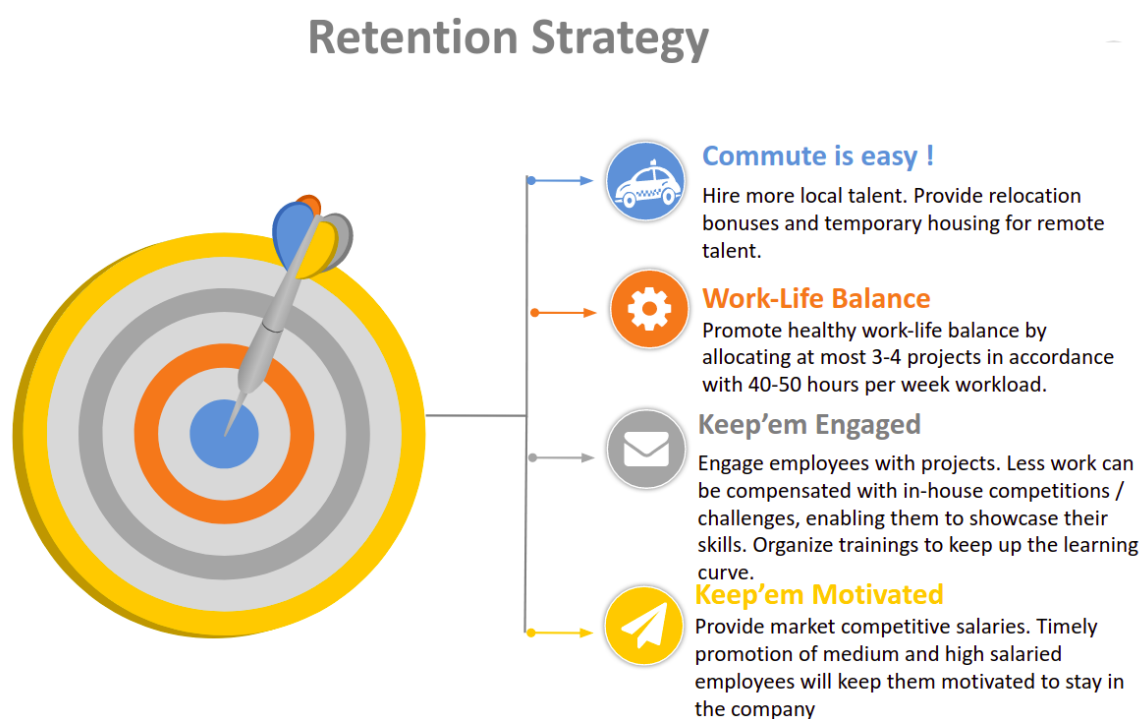 Retention Strategy
Commute is easy !
Hire more local talent. Provide relocation
bonuses and temporary housing for remote
talent.
Work-Life Balance
Promote healthy work-life balance by
allocating at most 3-4 projects in accordance
with 40-50 hours per week workload.
Keep’em Engaged
Engage employees with projects. Less work can
be compensated with in-house competitions /
challenges, enabling them to showcase their
skills. Organize trainings to keep up the learning
curve.
Keep’em Motivated
Provide market competitive salaries. Timely
promotion of medium and high salaried
employees will keep them motivated to stay in
the company